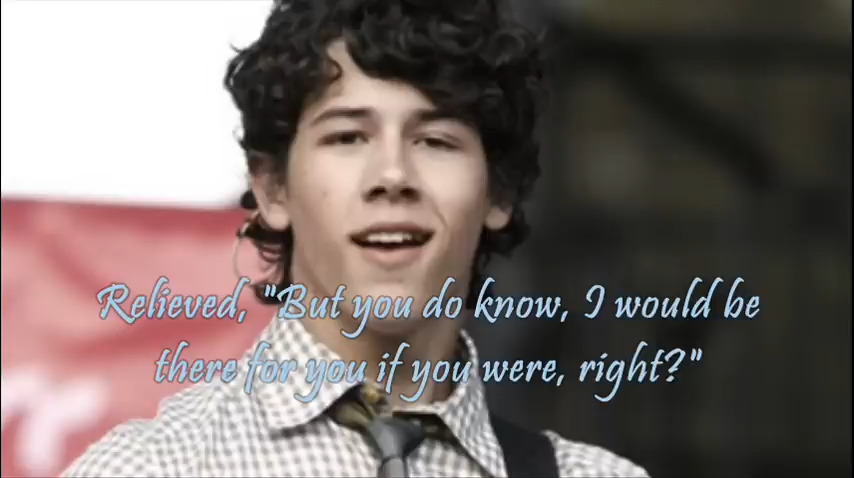 Relieved, "But you do know, I would be
there for you if you were, right?"